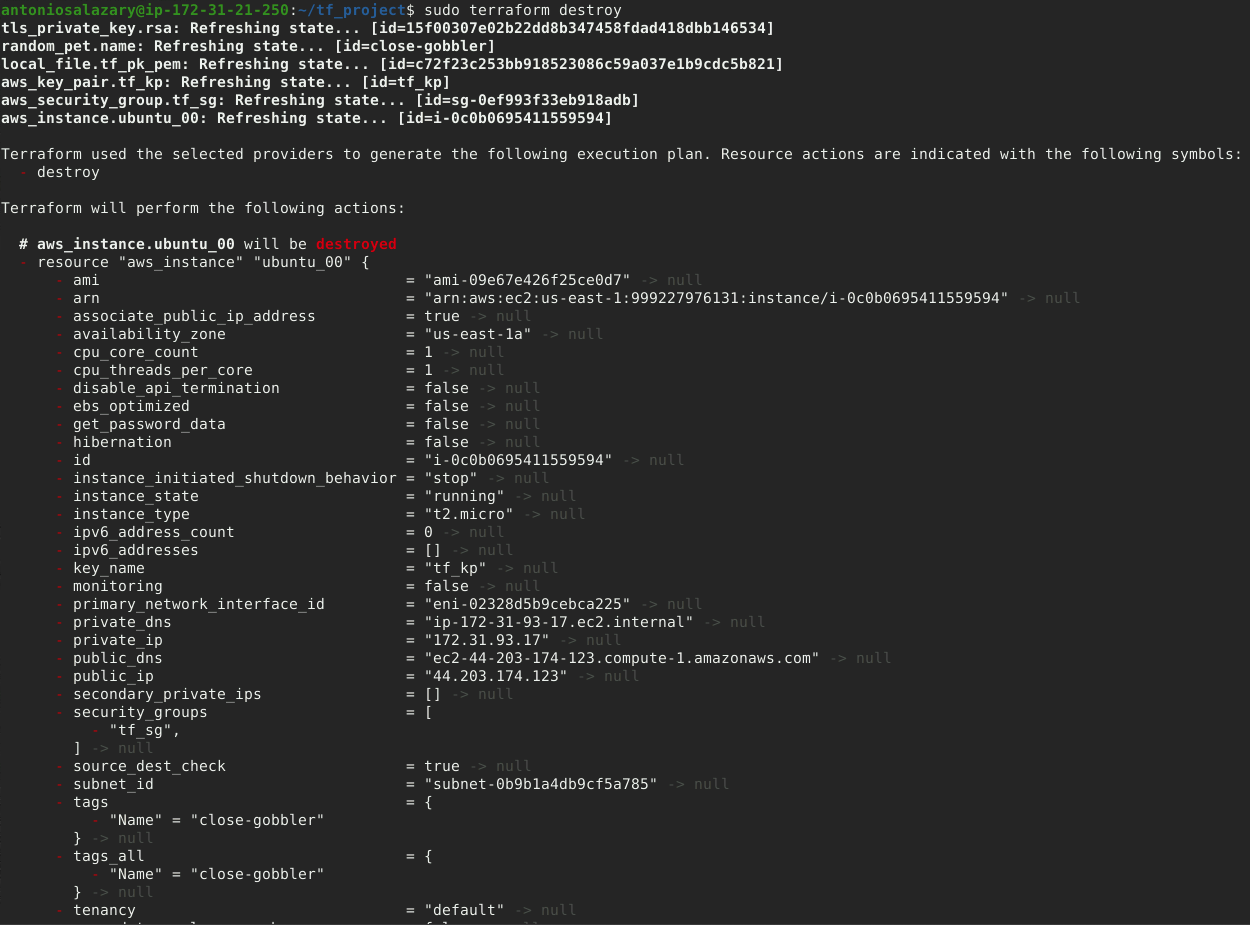 antoniosalazary@ip-172-31-21-250:~/tf_project$ sudo terraform destroy
tls_private_key.rsa: Refreshing state... [id=15f00307e02b22dd8b347458fdad418dbb146534]
random_pet.name: Refreshing state... [id=close-gobbler]
local_file.tf_pk_pem: Refreshing state... [id=c72f23c253bb918523086c59a037e1b9cdc5b821]
aws_key_pair.tf_kp: Refreshing state... [id=tf_kp]
aws_security_group.tf_sg: Refreshing state... [id=sg-0ef993f33eb918adb]
aws_instance.ubuntu_00: Refreshing state... [id=i-0c0b0695411559594]

Terraform used the selected providers to generate the following execution plan. Resource actions are indicated with the following symbols:
  - destroy

Terraform will perform the following actions:

  # aws_instance.ubuntu_00 will be destroyed
  - resource "aws_instance" "ubuntu_00" {
      - ami                                  = "ami-09e67e426f25ce0d7" -> null
      - arn                                  = "arn:aws:ec2:us-east-1:999227976131:instance/i-0c0b0695411559594" -> null
      - associate_public_ip_address          = true -> null
      - availability_zone                    = "us-east-1a" -> null
      - cpu_core_count                       = 1 -> null
      - cpu_threads_per_core                 = 1 -> null
      - disable_api_termination              = false -> null
      - ebs_optimized                        = false -> null
      - get_password_data                    = false -> null
      - hibernation                          = false -> null
      - id                                   = "i-0c0b0695411559594" -> null
      - instance_initiated_shutdown_behavior = "stop" -> null
      - instance_state                       = "running" -> null
      - instance_type                        = "t2.micro" -> null
      - ipv6_address_count                   = 0 -> null
      - ipv6_addresses                       = [] -> null
      - key_name                             = "tf_kp" -> null
      - monitoring                           = false -> null
      - primary_network_interface_id         = "eni-02328d5b9cebca225" -> null
      - private_dns                          = "ip-172-31-93-17.ec2.internal" -> null
      - private_ip                           = "172.31.93.17" -> null
      - public_dns                           = "ec2-44-203-174-123.compute-1.amazonaws.com" -> null
      - public_ip                            = "44.203.174.123" -> null
      - secondary_private_ips                = [] -> null
      - security_groups                      = [
          - "tf_sg",
        ] -> null
      - source_dest_check                    = true -> null
      - subnet_id                            = "subnet-0b9b1a4db9cf5a785" -> null
      - tags                                 = {
          - "Name" = "close-gobbler"
        } -> null
      - tags_all                             = {
          - "Name" = "close-gobbler"
        } -> null
      - tenancy                              = "default" -> null